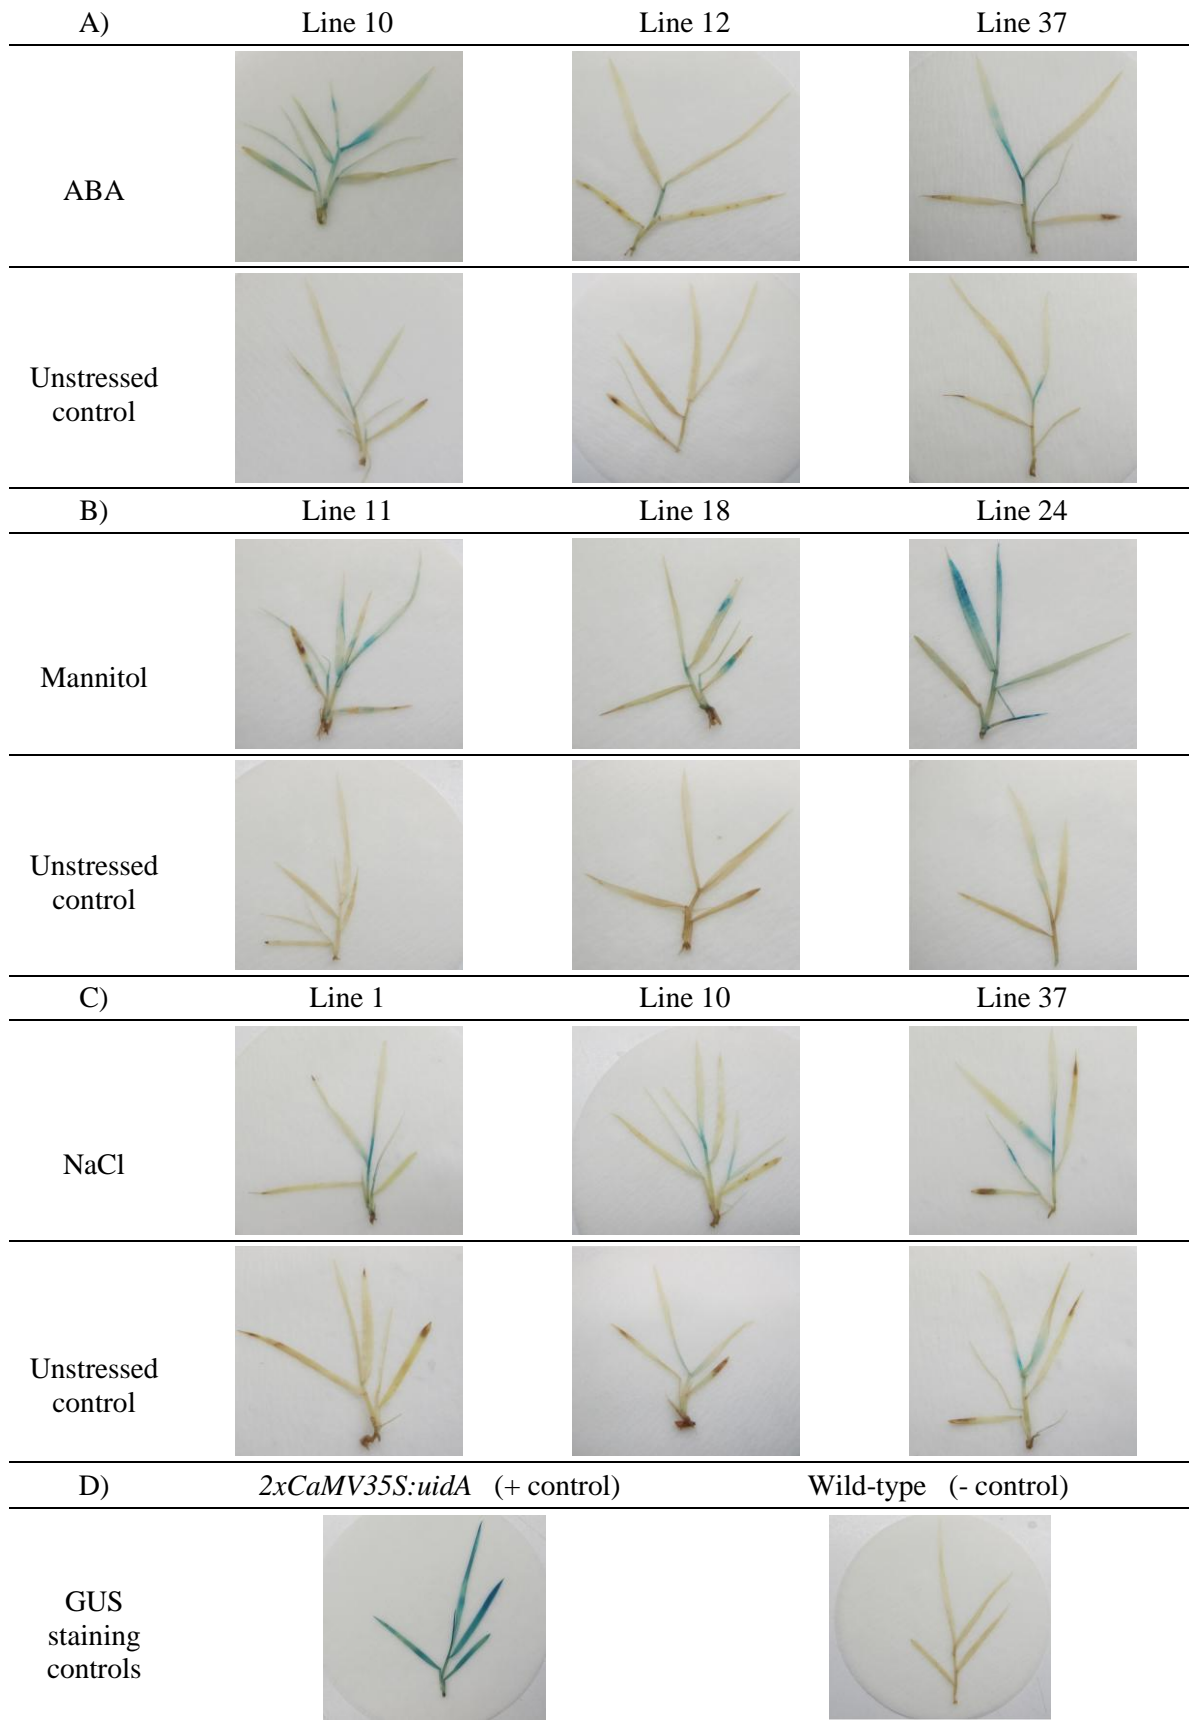 A) Line 10 Line 12 Line 37
ABA
Unstressed
control
B) Line 11 Line 18 Line 24
Mannitol
Unstressed
control
C) Line 1 Line 10 Line 37
NaCl
Unstressed
control
D) 2xCaMV35S:uidA (+ control) Wild-type (- control)
GUS
staining
controls